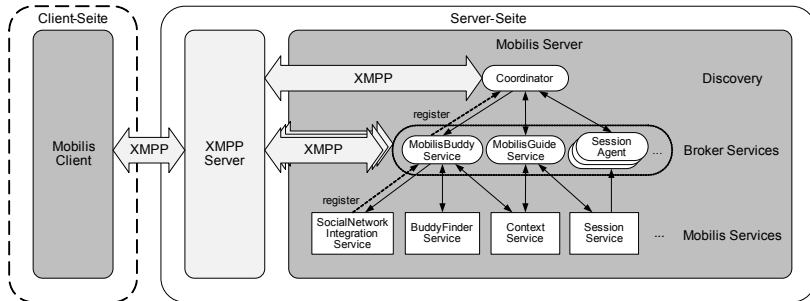 Client-Seite
Server-Seite
Mobilis Server
Mobilis
Client
XMPP
XMPP
Server
XMPP
Coordinator
Discovery
register
XMPP
MobilisBuddy
Service
MobilisGuide
Service
Session
Agent
...
Broker Services
register
SocialNetwork
Integration
Service
BuddyFinder
Service
Context
Service
Session
Service
...
Mobilis Services